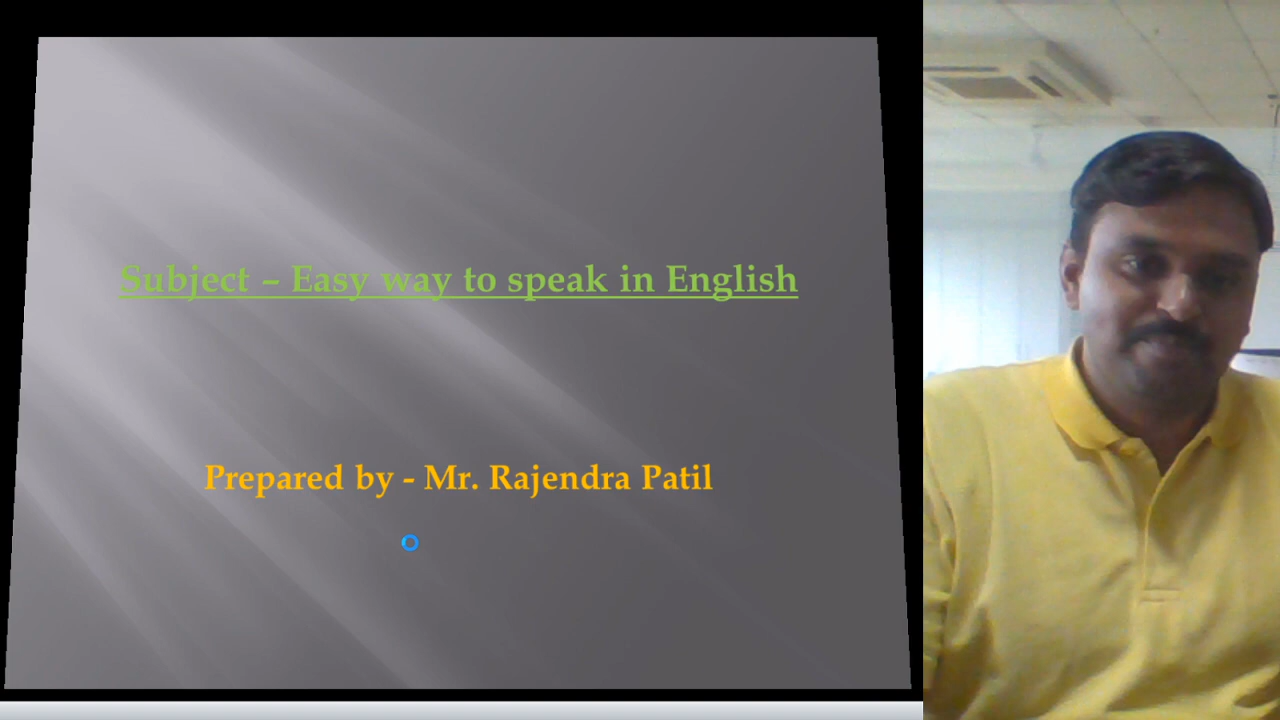 Subject – Easy way to speak in English
Prepared by - Mr. Rajendra Patil